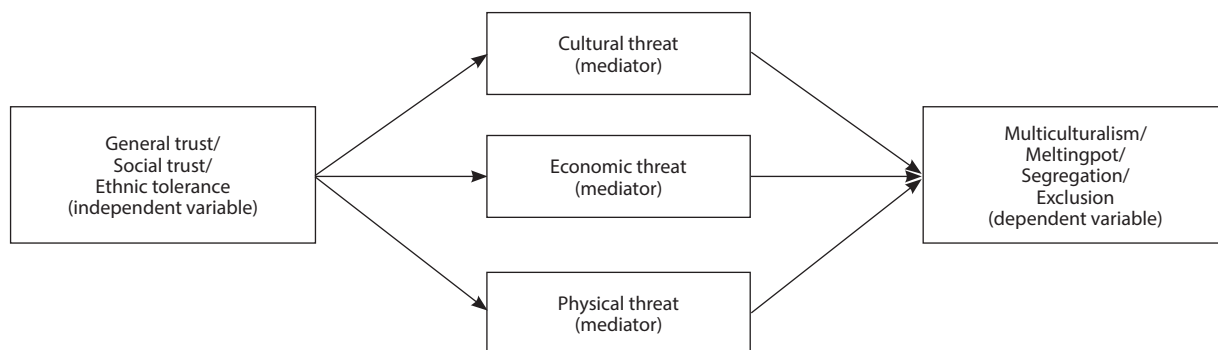 Cultural threat
(mediator)
General trust/
Social trust/
Ethnic tolerance
(independent variable)
Economic threat
(mediator)
Multiculturalism/
Meltingpot/
Segregation/
Exclusion
(dependent variable)
Physical threat
(mediator)